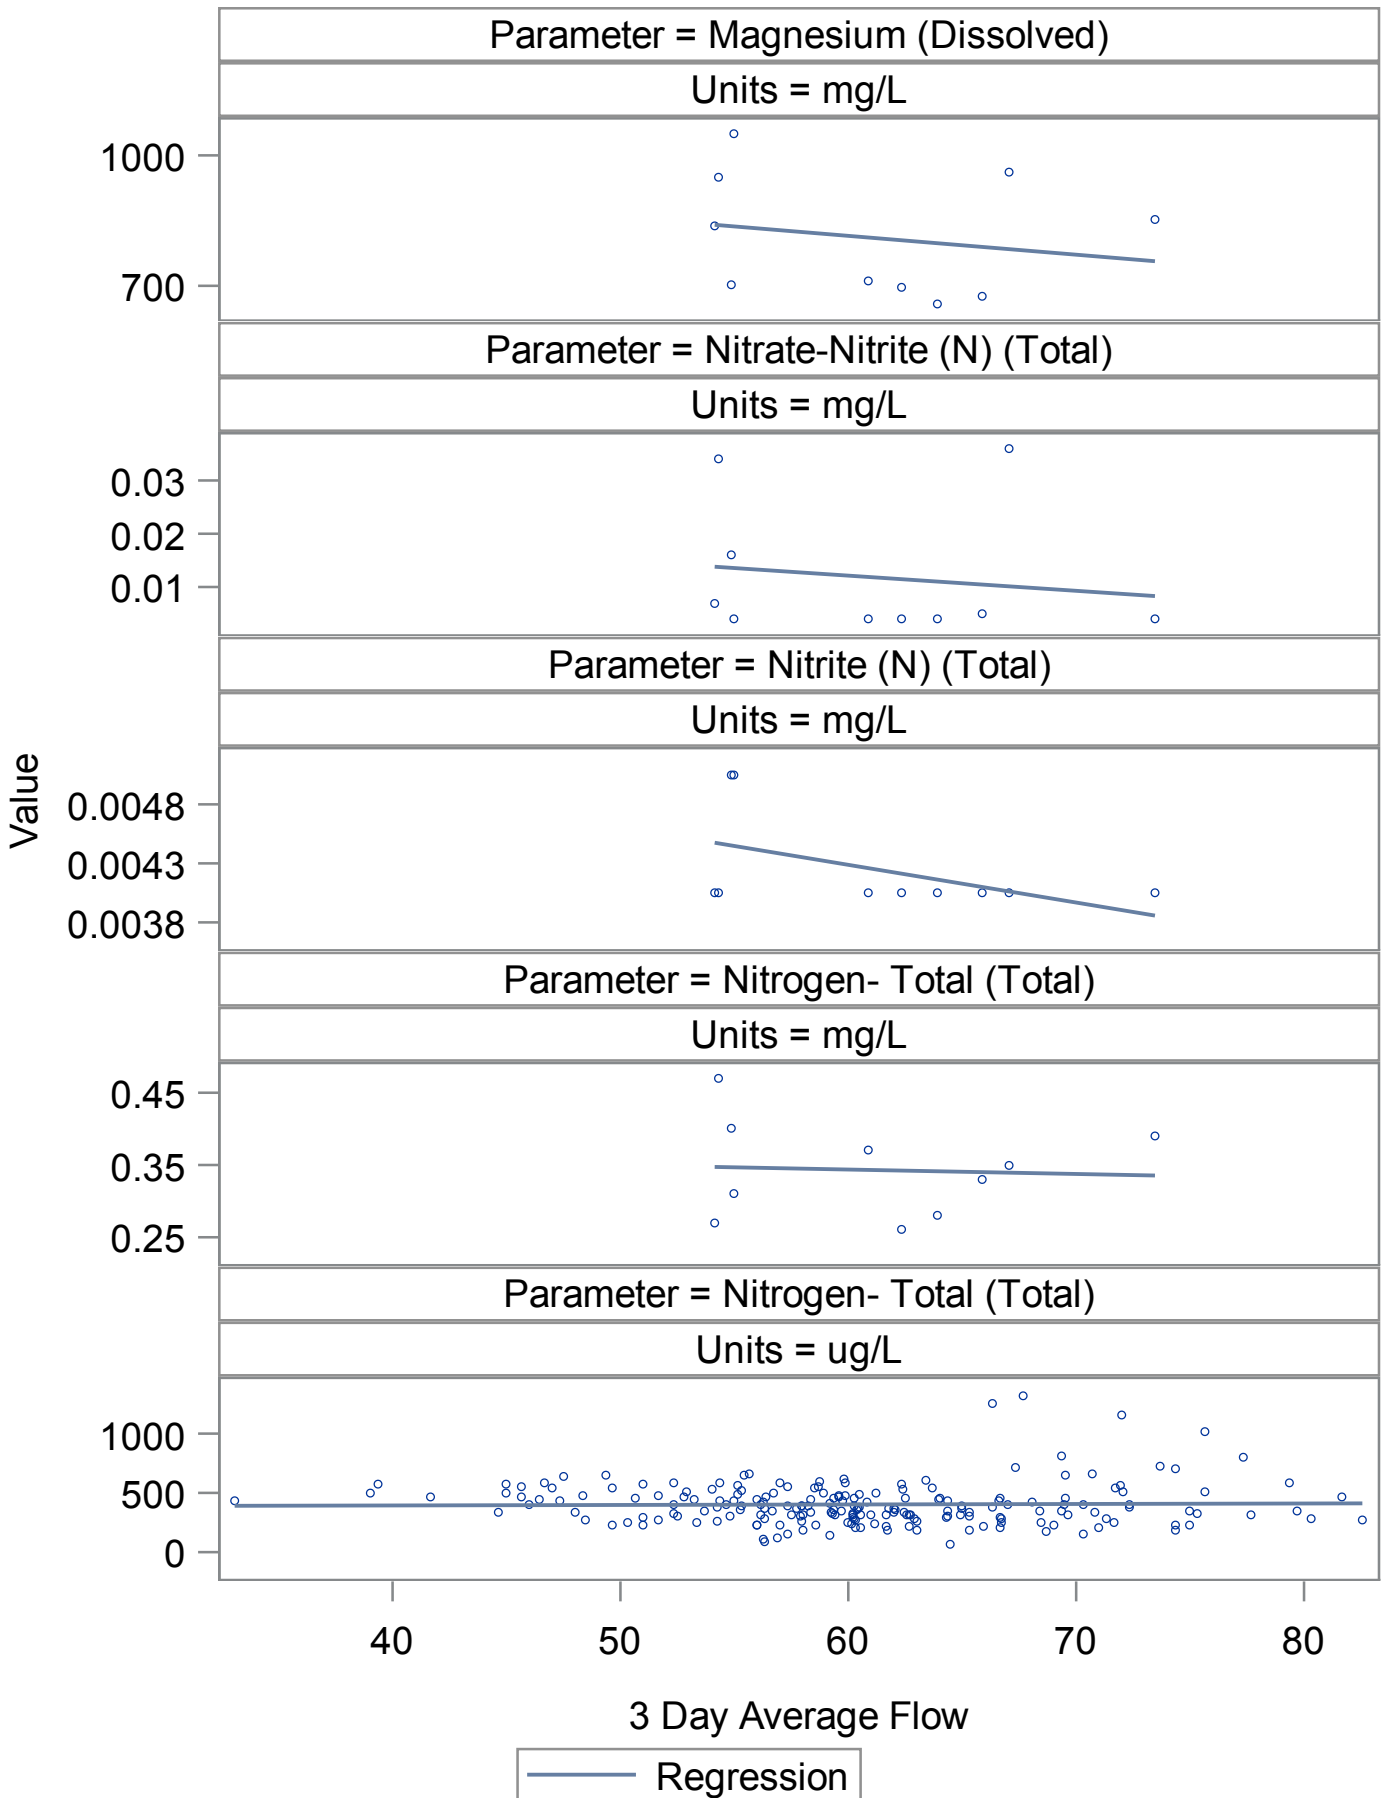 Parameter = Magnesium (Dissolved)
Units = mg/L
1000
700
Parameter = Nitrate-Nitrite (N) (Total)
Units = mg/L
0.03
0.02
0.01
Parameter = Nitrite (N) (Total)
Units = mg/L
Value
0.0048
0.0043
0.0038
Parameter = Nitrogen- Total (Total)
Units = mg/L
0.45
0.35
0.25
Parameter = Nitrogen- Total (Total)
Units = ug/L
1000
500
0
40 50 60 70 80
3 Day Average Flow
Regression